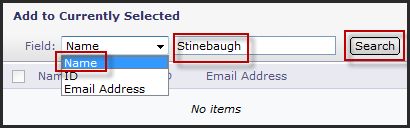 Add to Currently Selected
Field: Name Stinebaugh Search
Name
ID
Email Address
Email Address
No items